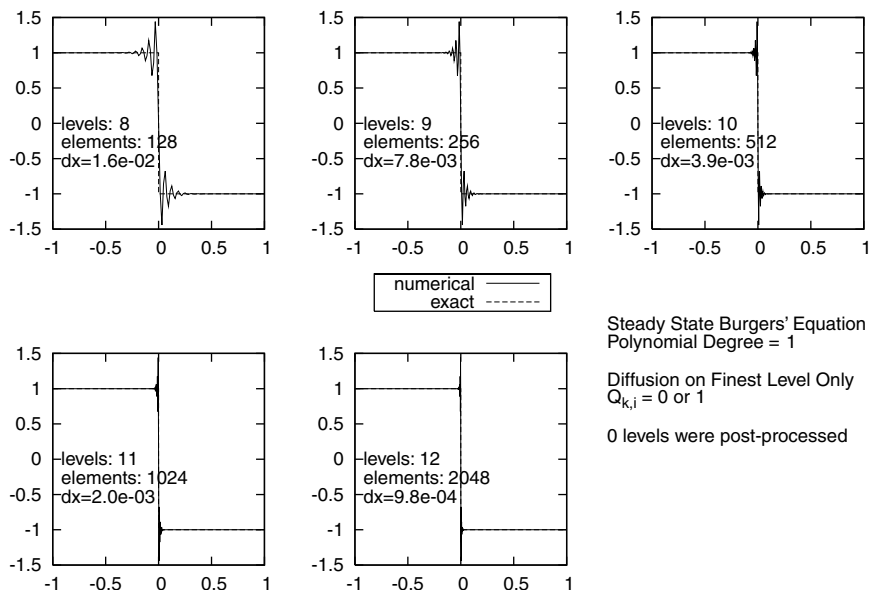 1.5
1
0.5
0
-0.5
-1
-1.5
-1 -0.5 0 0.5 1
levels: 8
elements: 128
dx=1.6e-02
1.5
1
0.5
0
-0.5
-1
-1.5
-1 -0.5 0 0.5 1
levels: 9
elements: 256
dx=7.8e-03
1.5
1
0.5
0
-0.5
-1
-1.5
-1 -0.5 0 0.5 1
levels: 10
elements: 512
dx=3.9e-03
numerical
exact
Steady State Burgers' Equation
Polynomial Degree = 1
Diffusion on Finest Level Only
Qk,i = 0 or 1
0 levels were post-processed
1.5
1
0.5
0
-0.5
-1
-1.5
-1 -0.5 0 0.5 1
levels: 11
elements: 1024
dx=2.0e-03
1.5
1
0.5
0
-0.5
-1
-1.5
-1 -0.5 0 0.5 1
levels: 12
elements: 2048
dx=9.8e-04